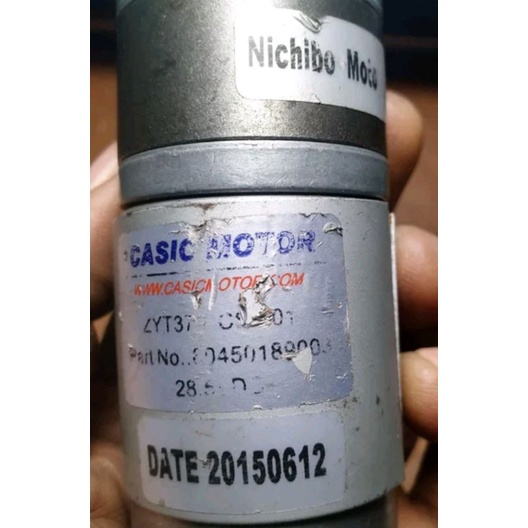 Nichibo Moto
CASIC MOTOR
WWW.CASICMOTOR.COM
Part No.:
DATE 20150612